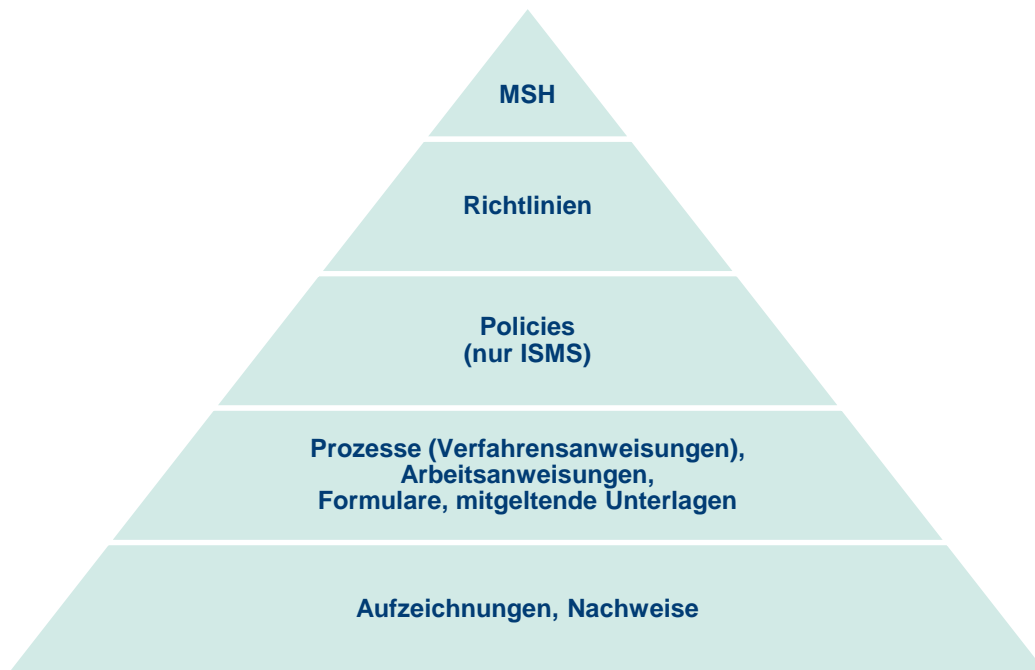 MSH
Richtlinien
Policies
(nur ISMS)
Prozesse (Verfahrensanweisungen),
Arbeitsanweisungen,
Formulare, mitgeltende Unterlagen
Aufzeichnungen, Nachweise